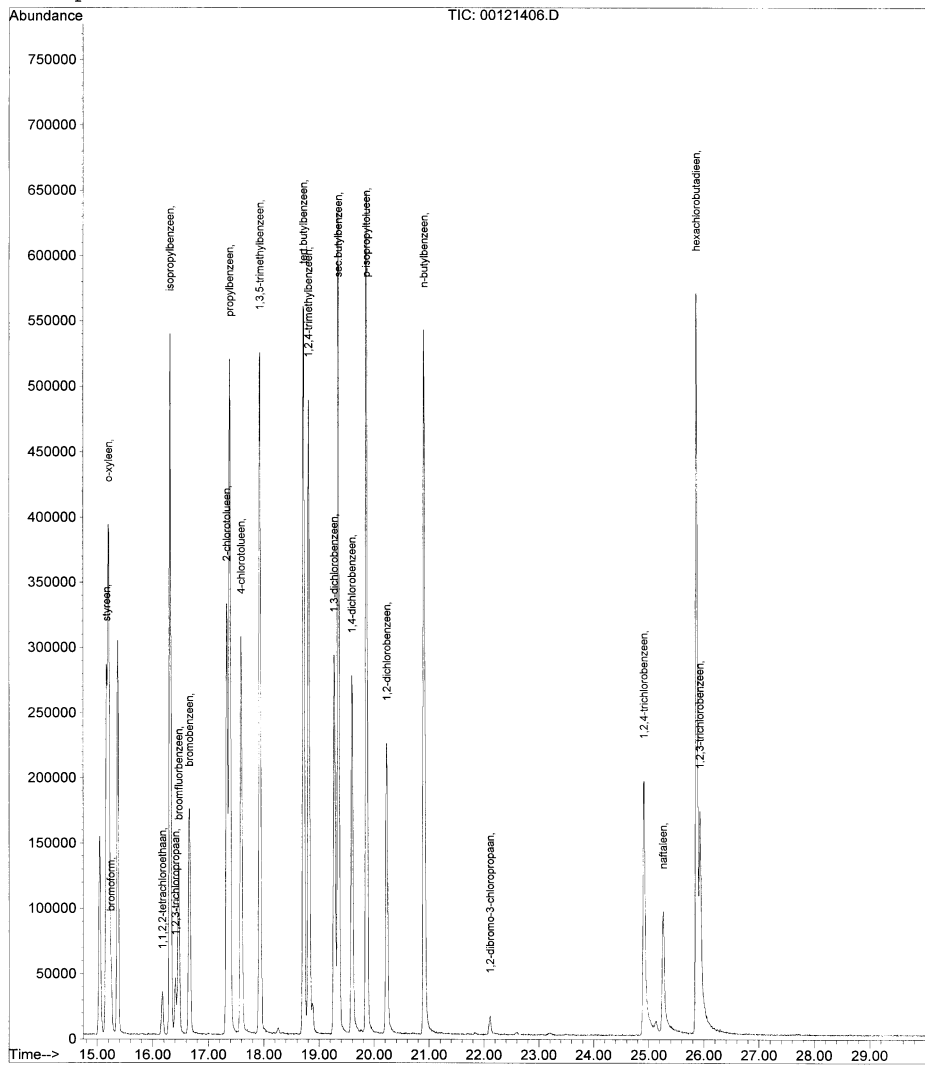 Abundance
TIC: 00121406.D
750000
700000
650000
600000
550000
500000
450000
400000
350000
300000
250000
200000
150000
100000
50000
0
Time-->
15.00 16.00 17.00 18.00 19.00 20.00 21.00 22.00 23.00 24.00 25.00 26.00 27.00 28.00 29.00
styreen,
o-xyleen,
bromoform,
1,1,2,2-tetrachloroethaan,
isopropylbenzeen,
1,2,3-trichloropropaan,
broomfluorbenzeen,
bromobenzeen,
2-chlorotolueen,
propylbenzeen,
4-chlorotolueen,
1,3,5-trimethylbenzeen,
tert.butylbenzeen,
1,2,4-trimethylbenzeen,
1,3-dichlorobenzeen,
sec.butylbenzeen,
1,4-dichlorobenzeen,
p-isopropyltolueen,
1,2-dichlorobenzeen,
n-butylbenzeen,
1,2-dibromo-3-chloropropaan,
1,2,4-trichlorobenzeen,
naftaleen,
hexachlorobutadieen,
1,2,3-trichlorobenzeen,